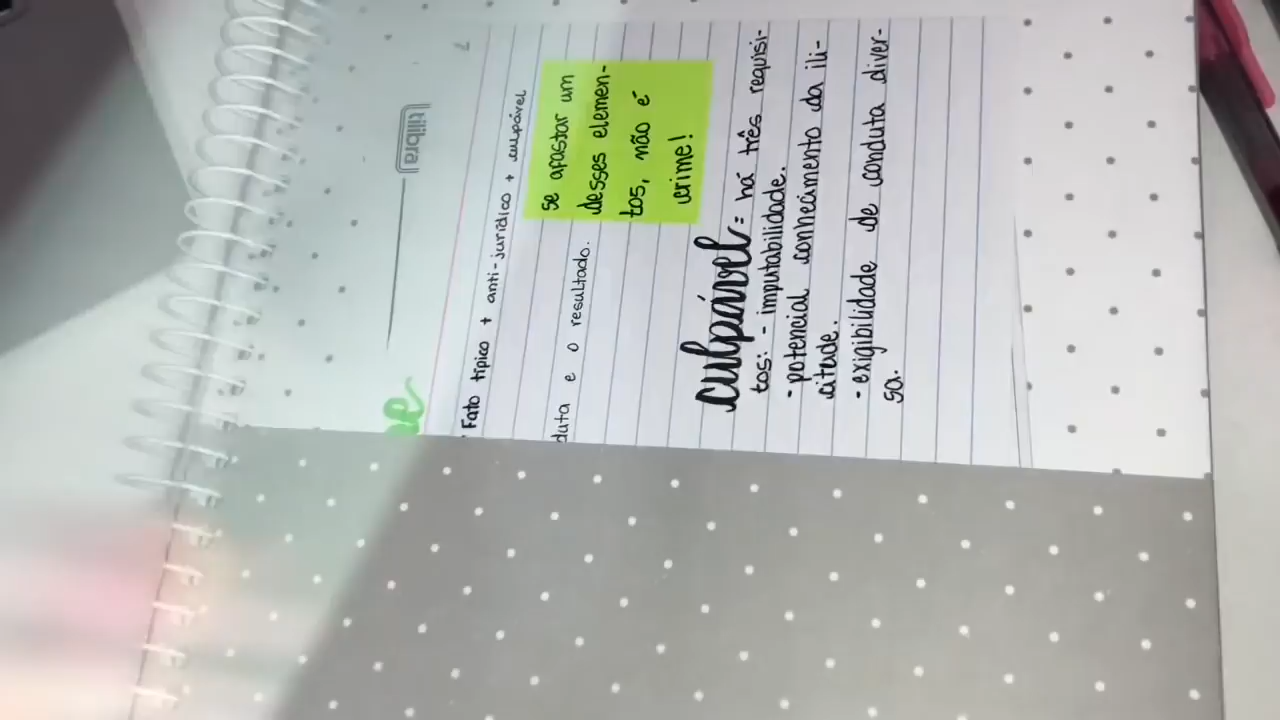 tilibra
Fato típico + anti-jurídico + culpável
se afastar um
desses elemen-
tos, não é
crime!
duta e o resultado.
culpável = há três requisi-
tos: - imputabilidade.
- potencial conhecimento da ili-
citude.
- exigibilidade de conduta diver-
sa.